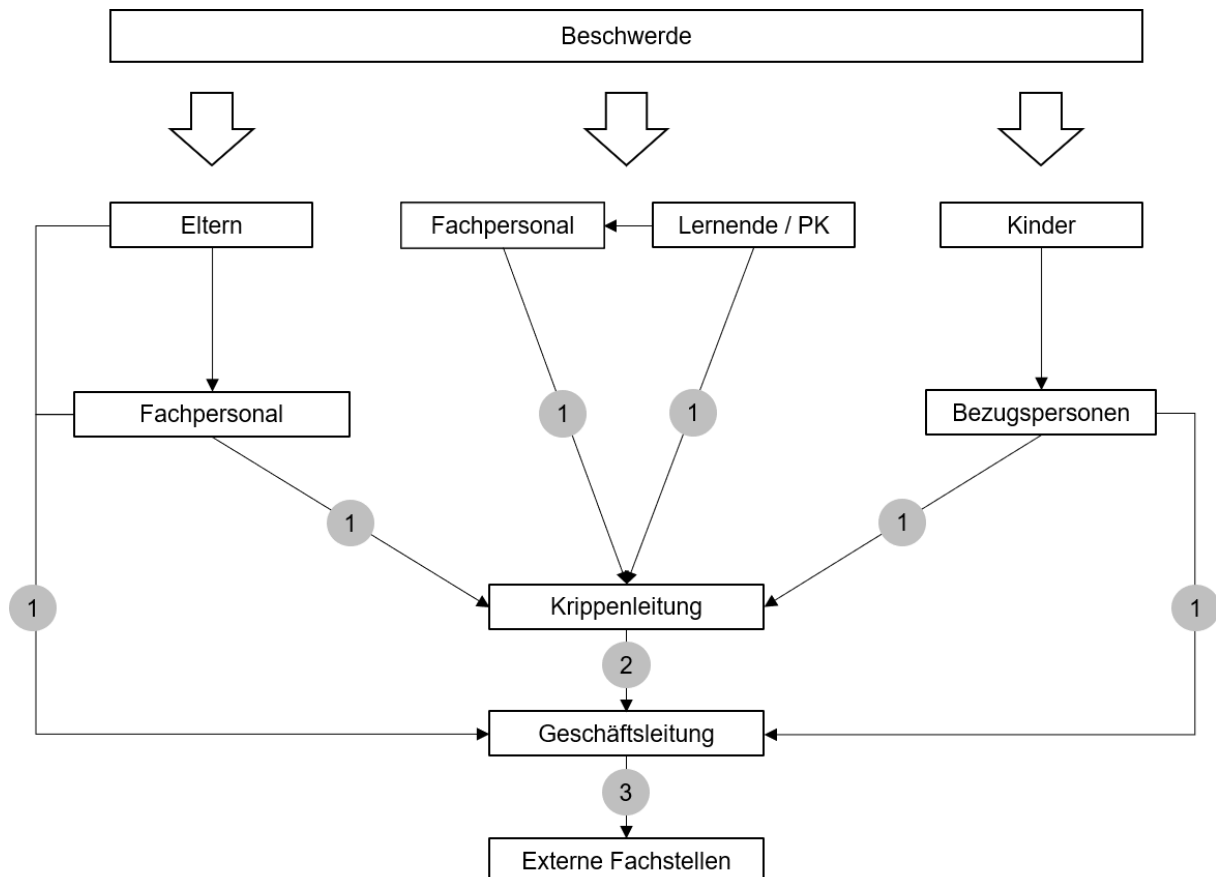 Beschwerde
Eltern
Fachpersonal
Lernende / PK
Kinder
Fachpersonal
Bezugspersonen
1
1
1
1
Krippenleitung
1
1
2
Geschäftsleitung
3
Externe Fachstellen